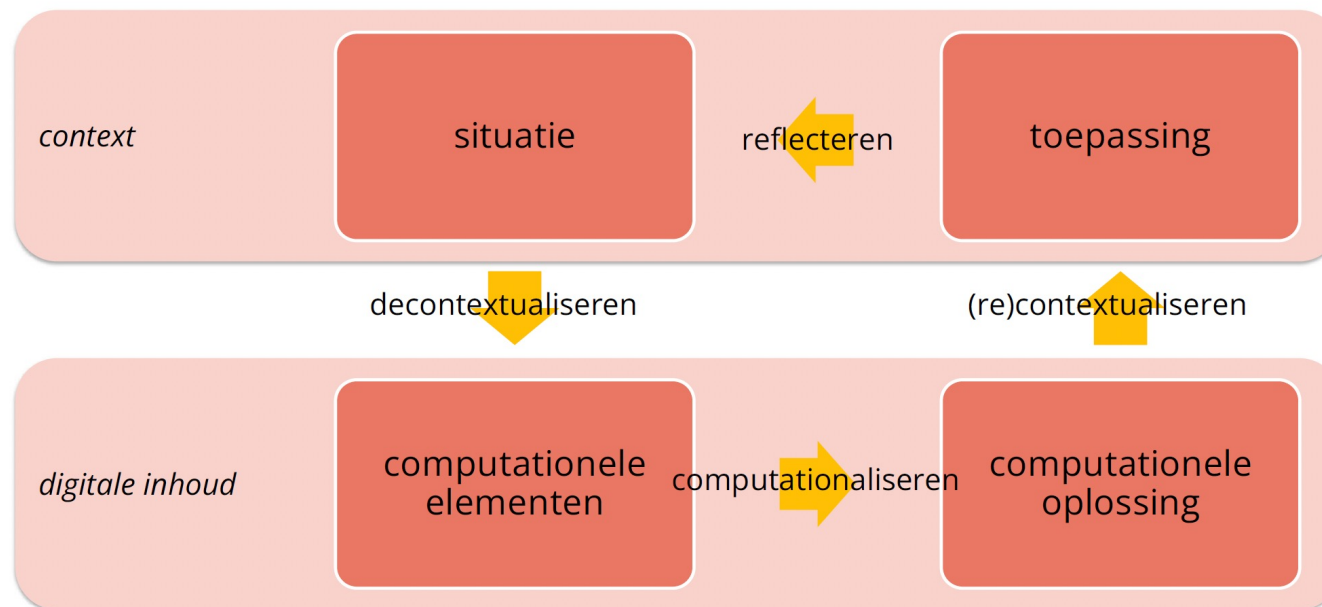 context
situatie
reflecteren
toepassing
decontextualiseren
(re)contextualiseren
digitale inhoud
computationele
elementen
computationaliseren
computationele
oplossing